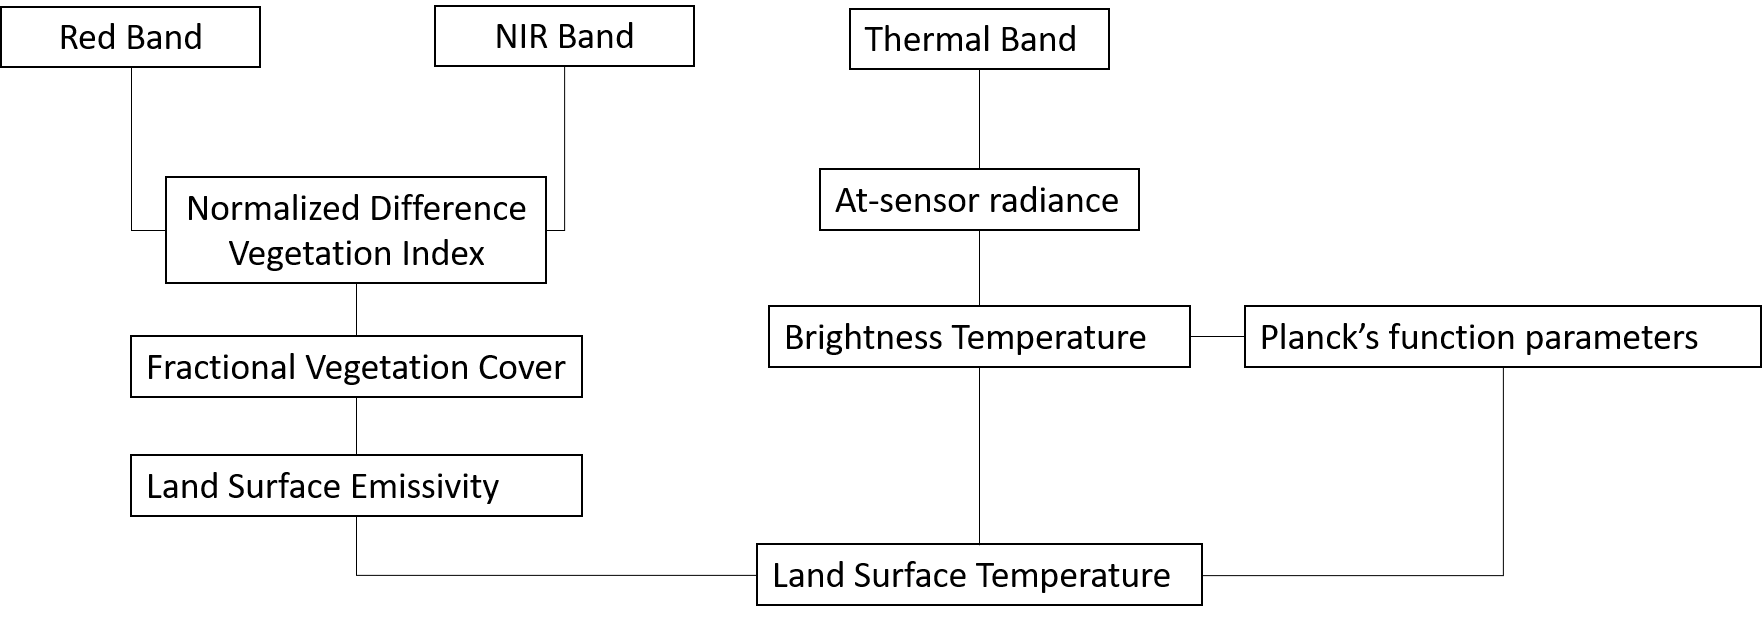 Red Band
NIR Band
Thermal Band
Normalized Difference
Vegetation Index
At-sensor radiance
Brightness Temperature
Planck’s function parameters
Fractional Vegetation Cover
Land Surface Emissivity
Land Surface Temperature